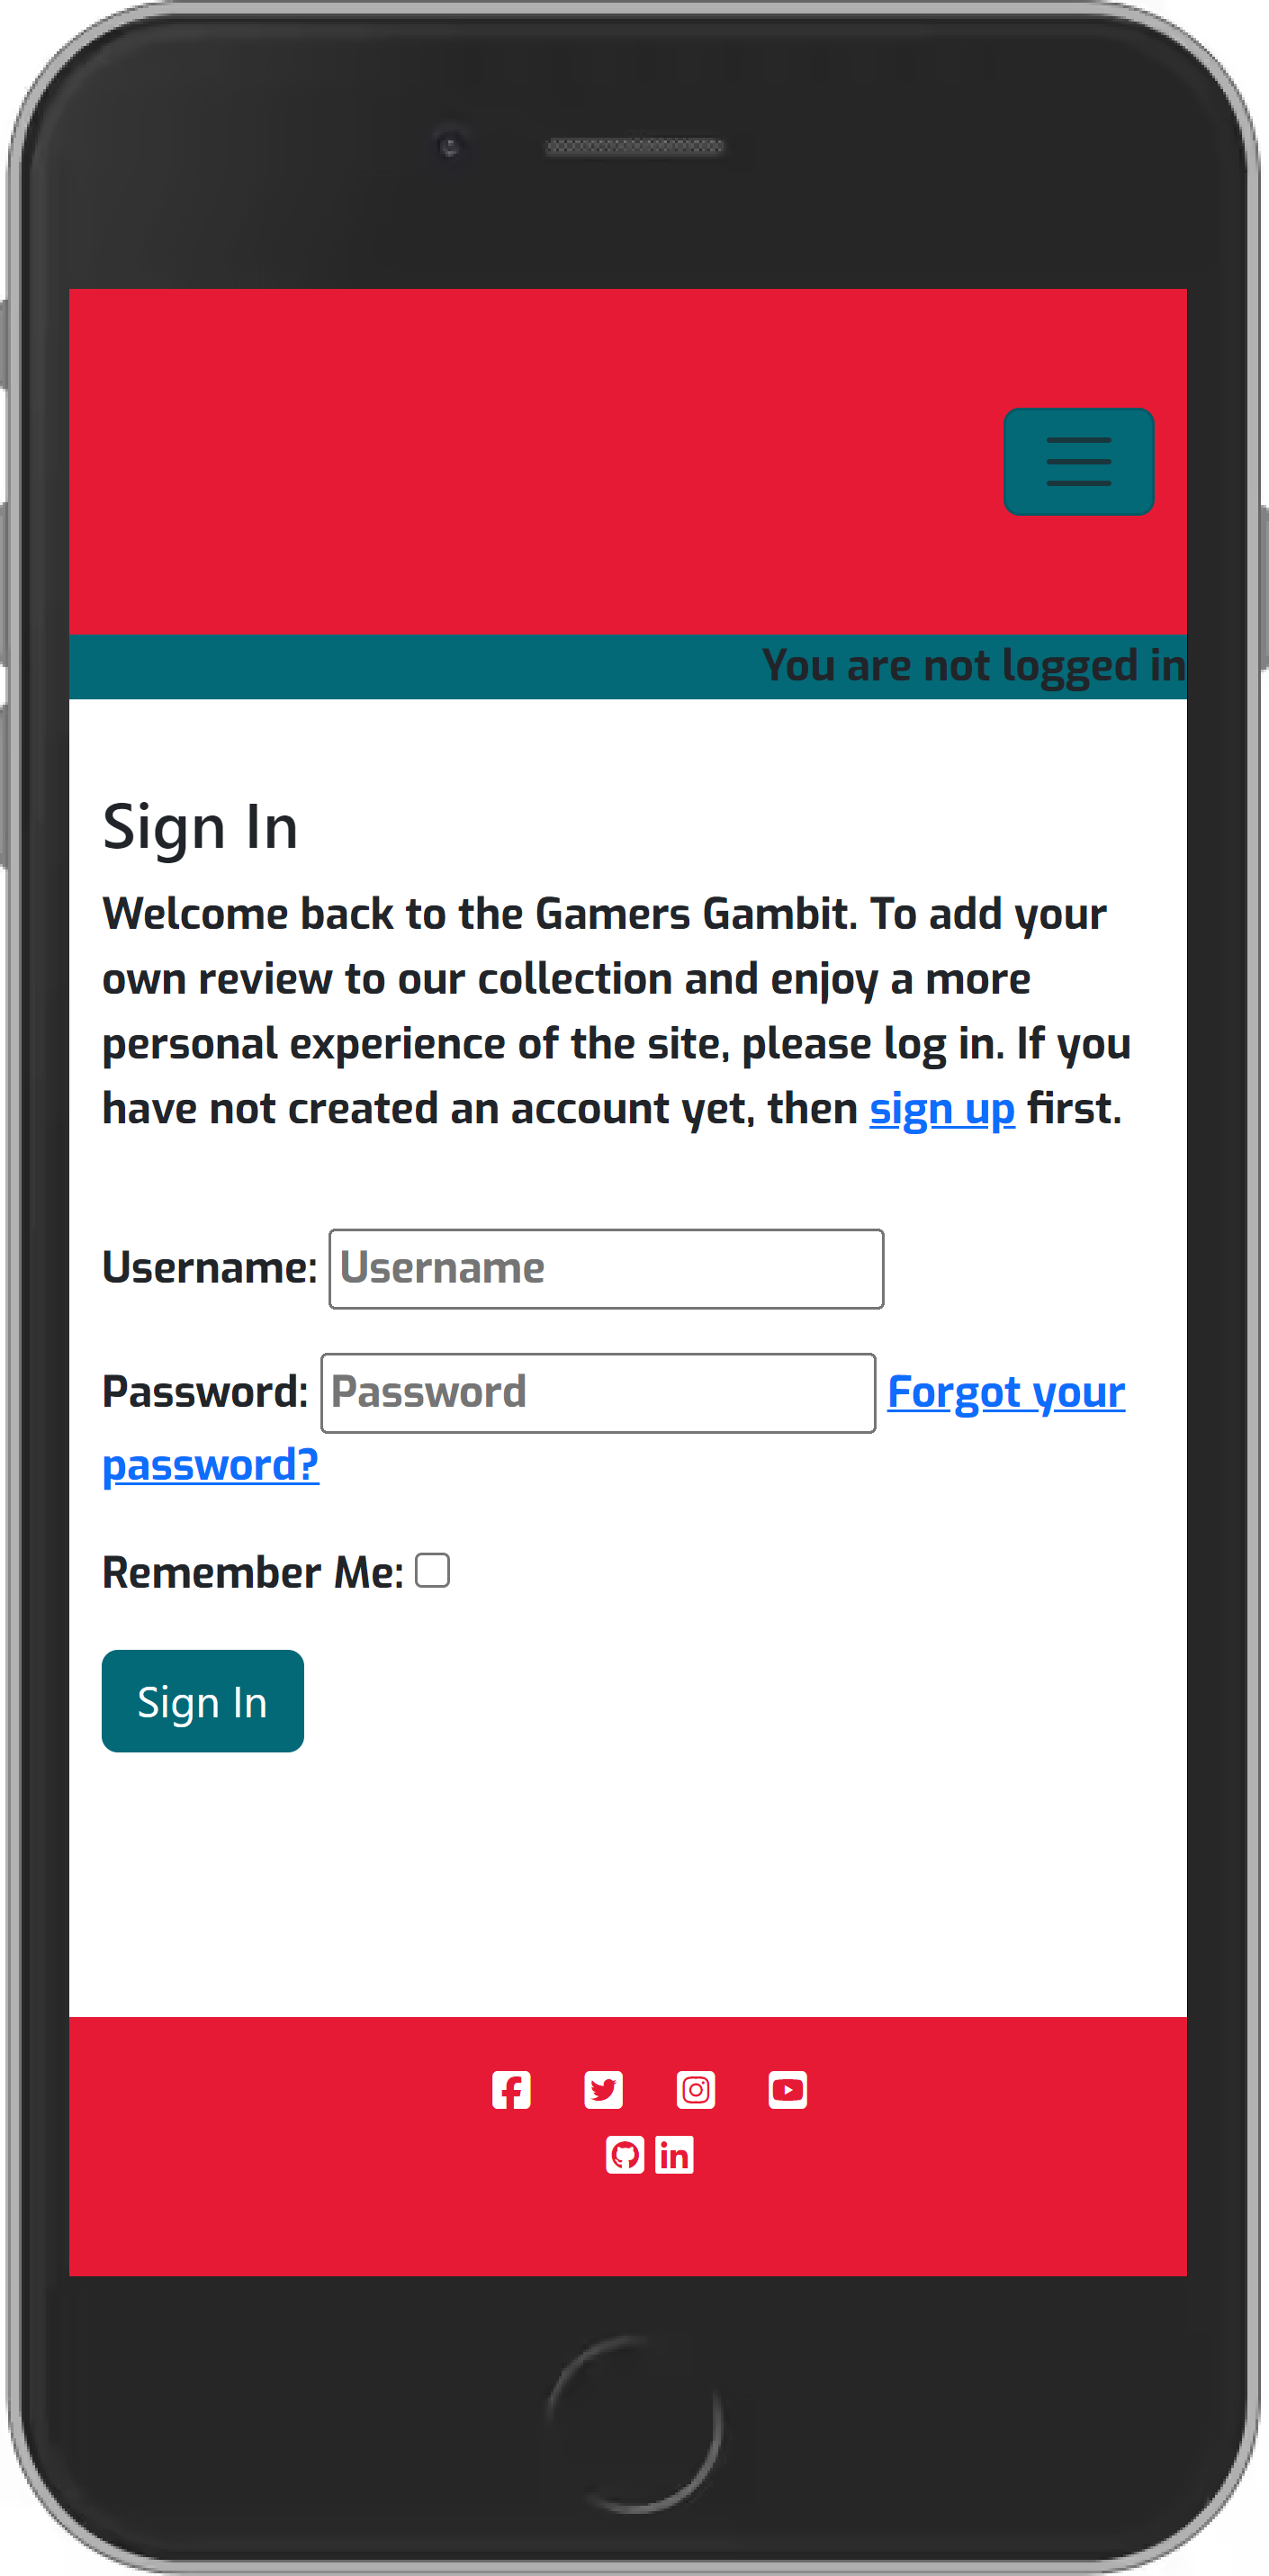 You are not logged in
Sign In
Welcome back to the Gamers Gambit. To add your
own review to our collection and enjoy a more
personal experience of the site, please log in. If you
have not created an account yet, then sign up first.
Username: Username
Password: Password Forgot your
password?
Remember Me:
Sign In
in